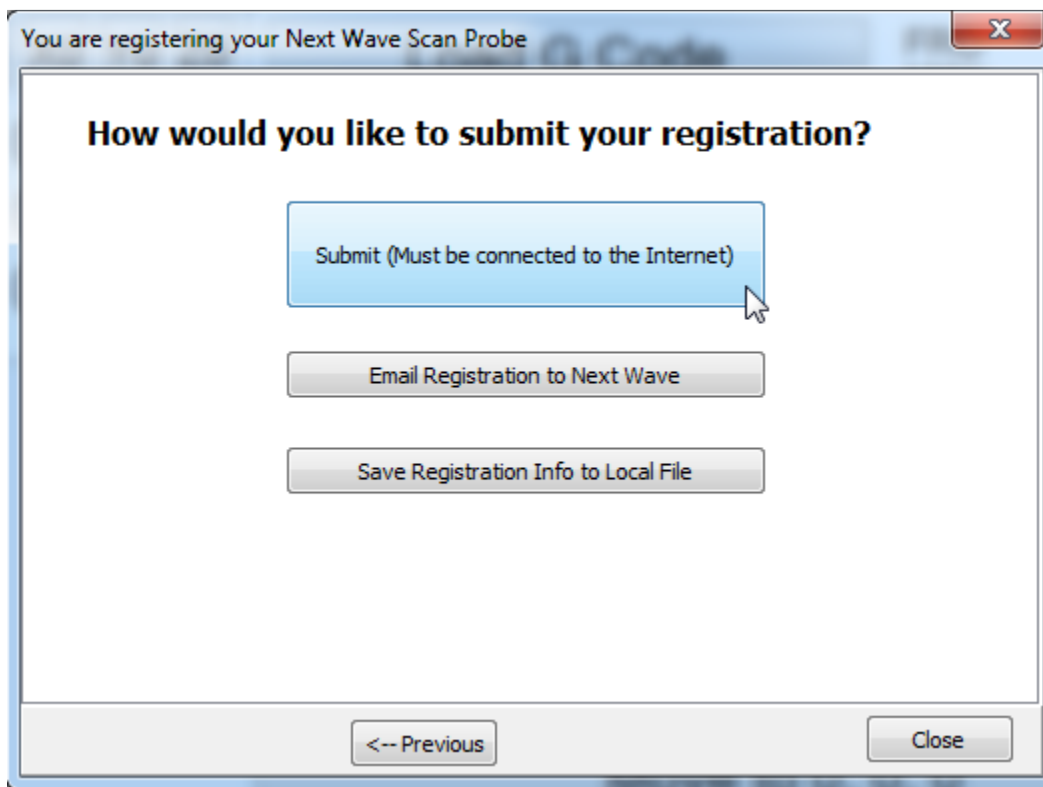 You are registering your Next Wave Scan Probe
X
How would you like to submit your registration?
Submit (Must be connected to the Internet)
Email Registration to Next Wave
Save Registration Info to Local File
<-- Previous
Close